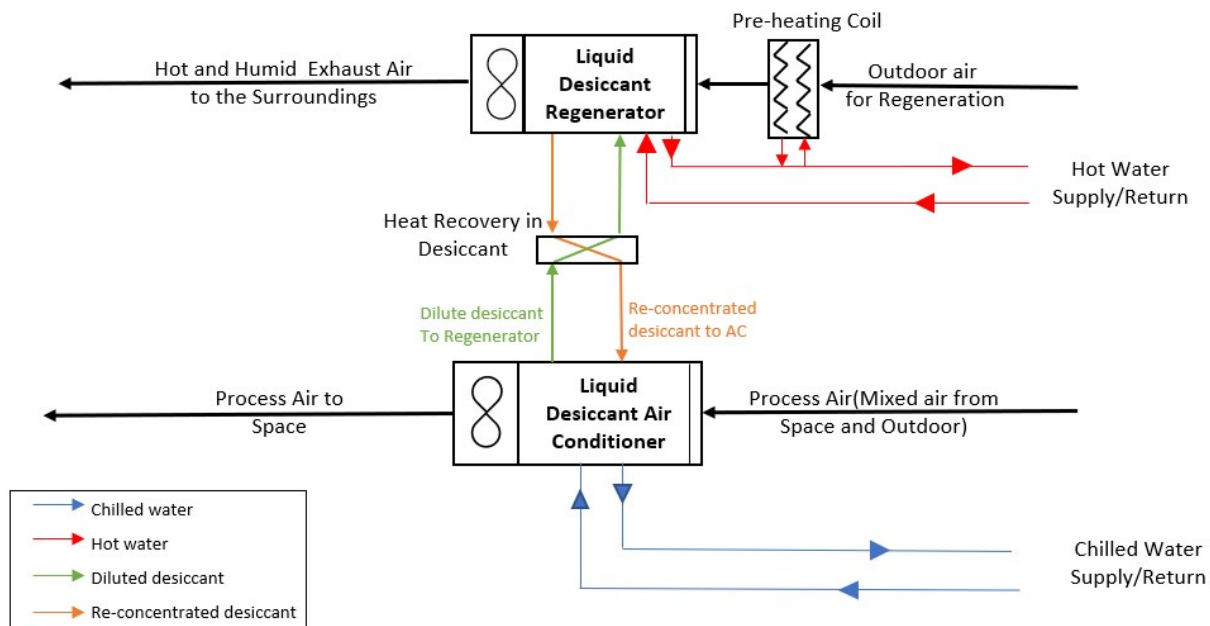 Pre-heating Coil
Hot and Humid  Exhaust Air
to the Surroundings
Liquid
Desiccant
Regenerator
Outdoor air
for Regeneration
Hot Water
Supply/Return
Heat Recovery in
Desiccant
Dilute desiccant
To Regenerator
Re-concentrated
desiccant to AC
Process Air to
Space
Liquid
Desiccant Air
Conditioner
Process Air(Mixed air from
Space and Outdoor)
Chilled water
Hot water
Diluted desiccant
Re-concentrated desiccant
Chilled Water
Supply/Return